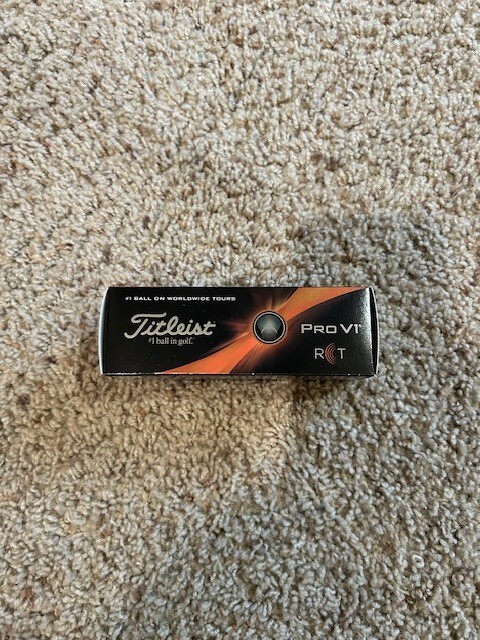 #1 BALL ON WORLDWIDE TOURS
Titleist
#1 ball in golf.
PRO V1
RCT